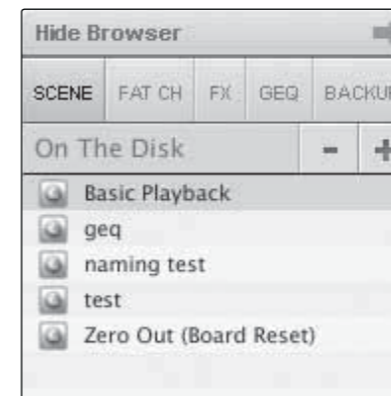 Hide Browser
SCENE FAT CH FX GEQ BACKUP
On The Disk - +
Basic Playback
geq
naming test
test
Zero Out (Board Reset)